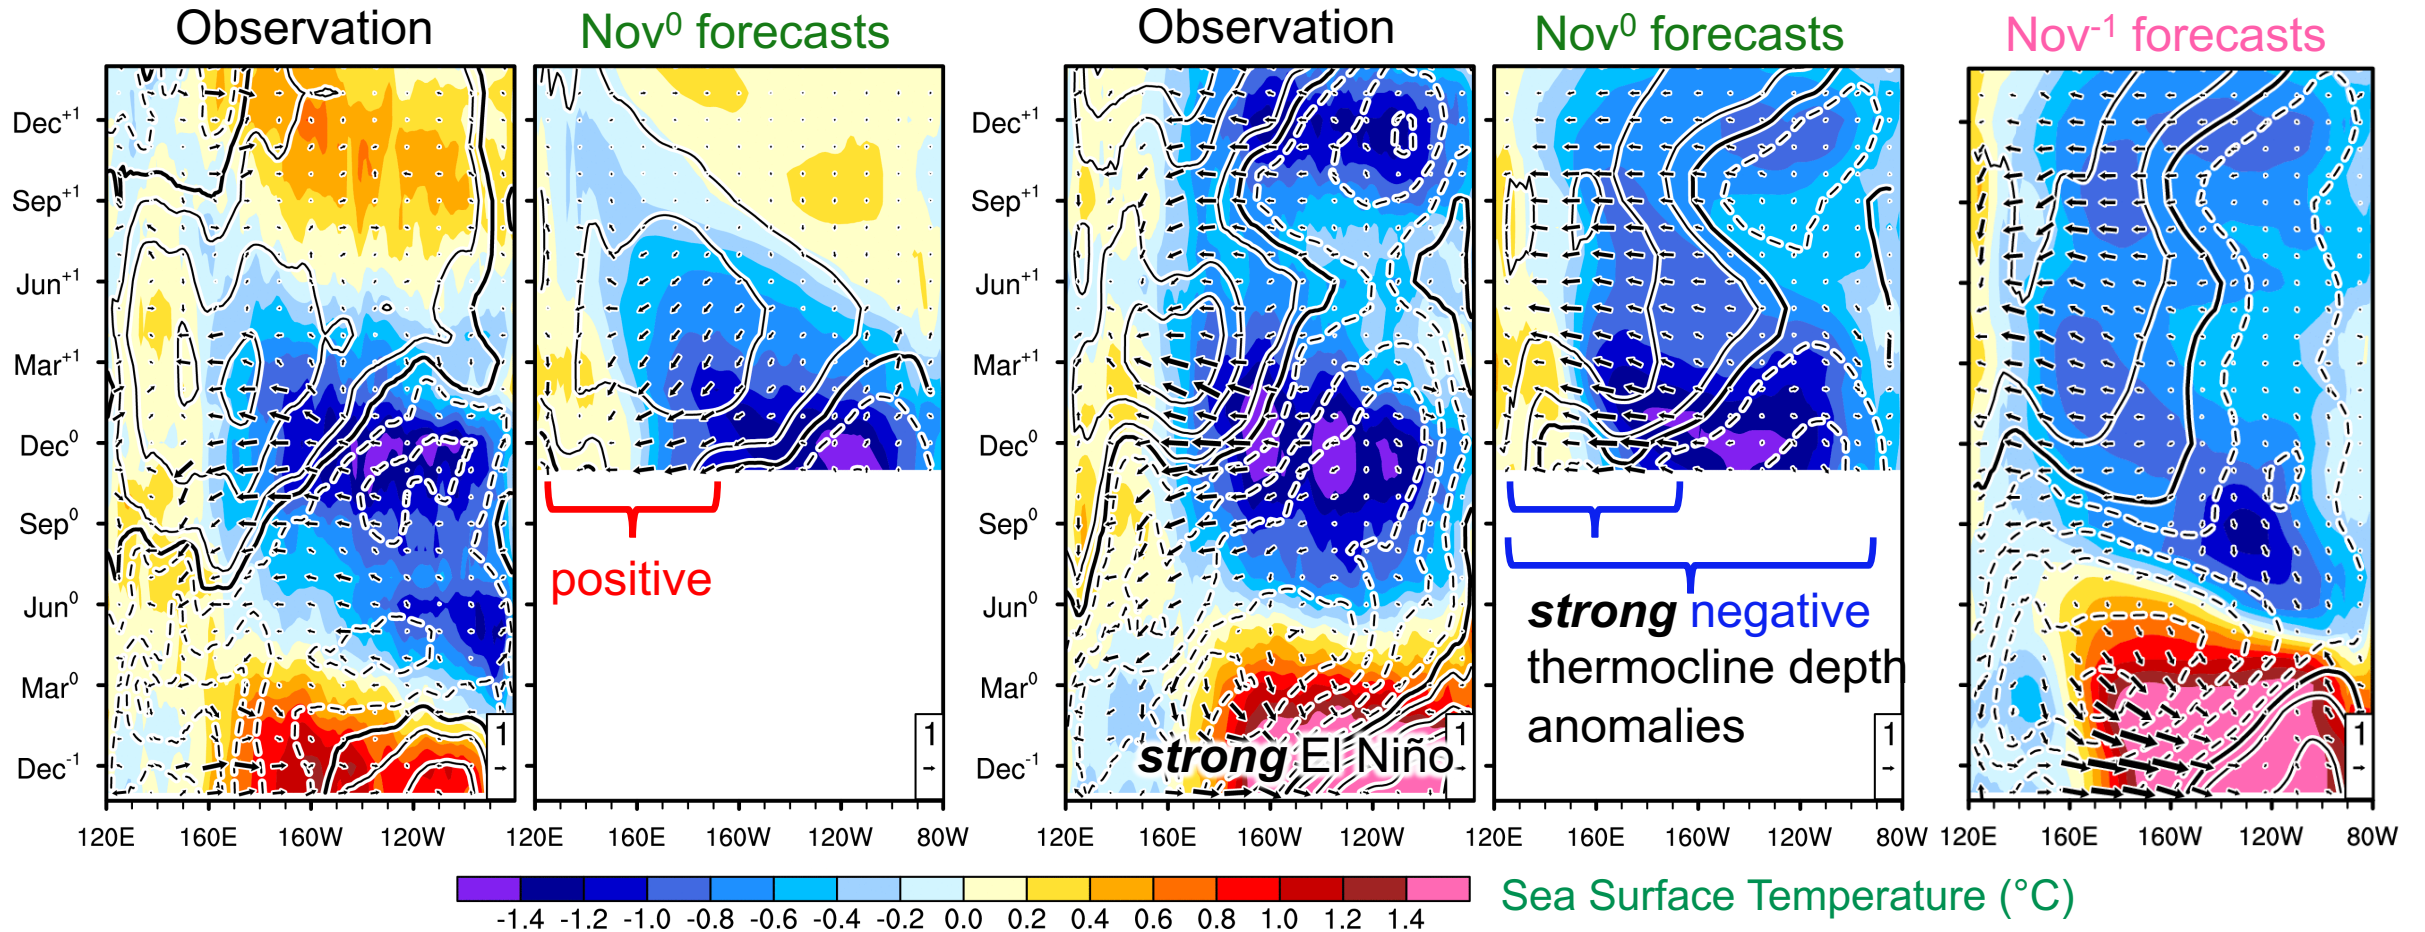 Observation
Nov⁰ forecasts
Observation
Nov⁰ forecasts
Nov⁻¹ forecasts
Dec⁺¹
Sep⁺¹
Jun⁺¹
Mar⁺¹
Dec⁰
Sep⁰
Jun⁰
Mar⁰
Dec⁻¹
Dec⁺¹
Sep⁺¹
Jun⁺¹
Mar⁺¹
Dec⁰
Sep⁰
Jun⁰
Mar⁰
Dec⁻¹
positive
strong negative
thermocline depth
anomalies
strong El Niño
1
1
1
1
1
120E 160E 160W 120W
120E 160E 160W 120W 80W
120E 160E 160W 120W
120E 160E 160W 120W 80W
120E 160E 160W 120W 80W
-1.4 -1.2 -1.0 -0.8 -0.6 -0.4 -0.2 0.0 0.2 0.4 0.6 0.8 1.0 1.2 1.4
Sea Surface Temperature (°C)